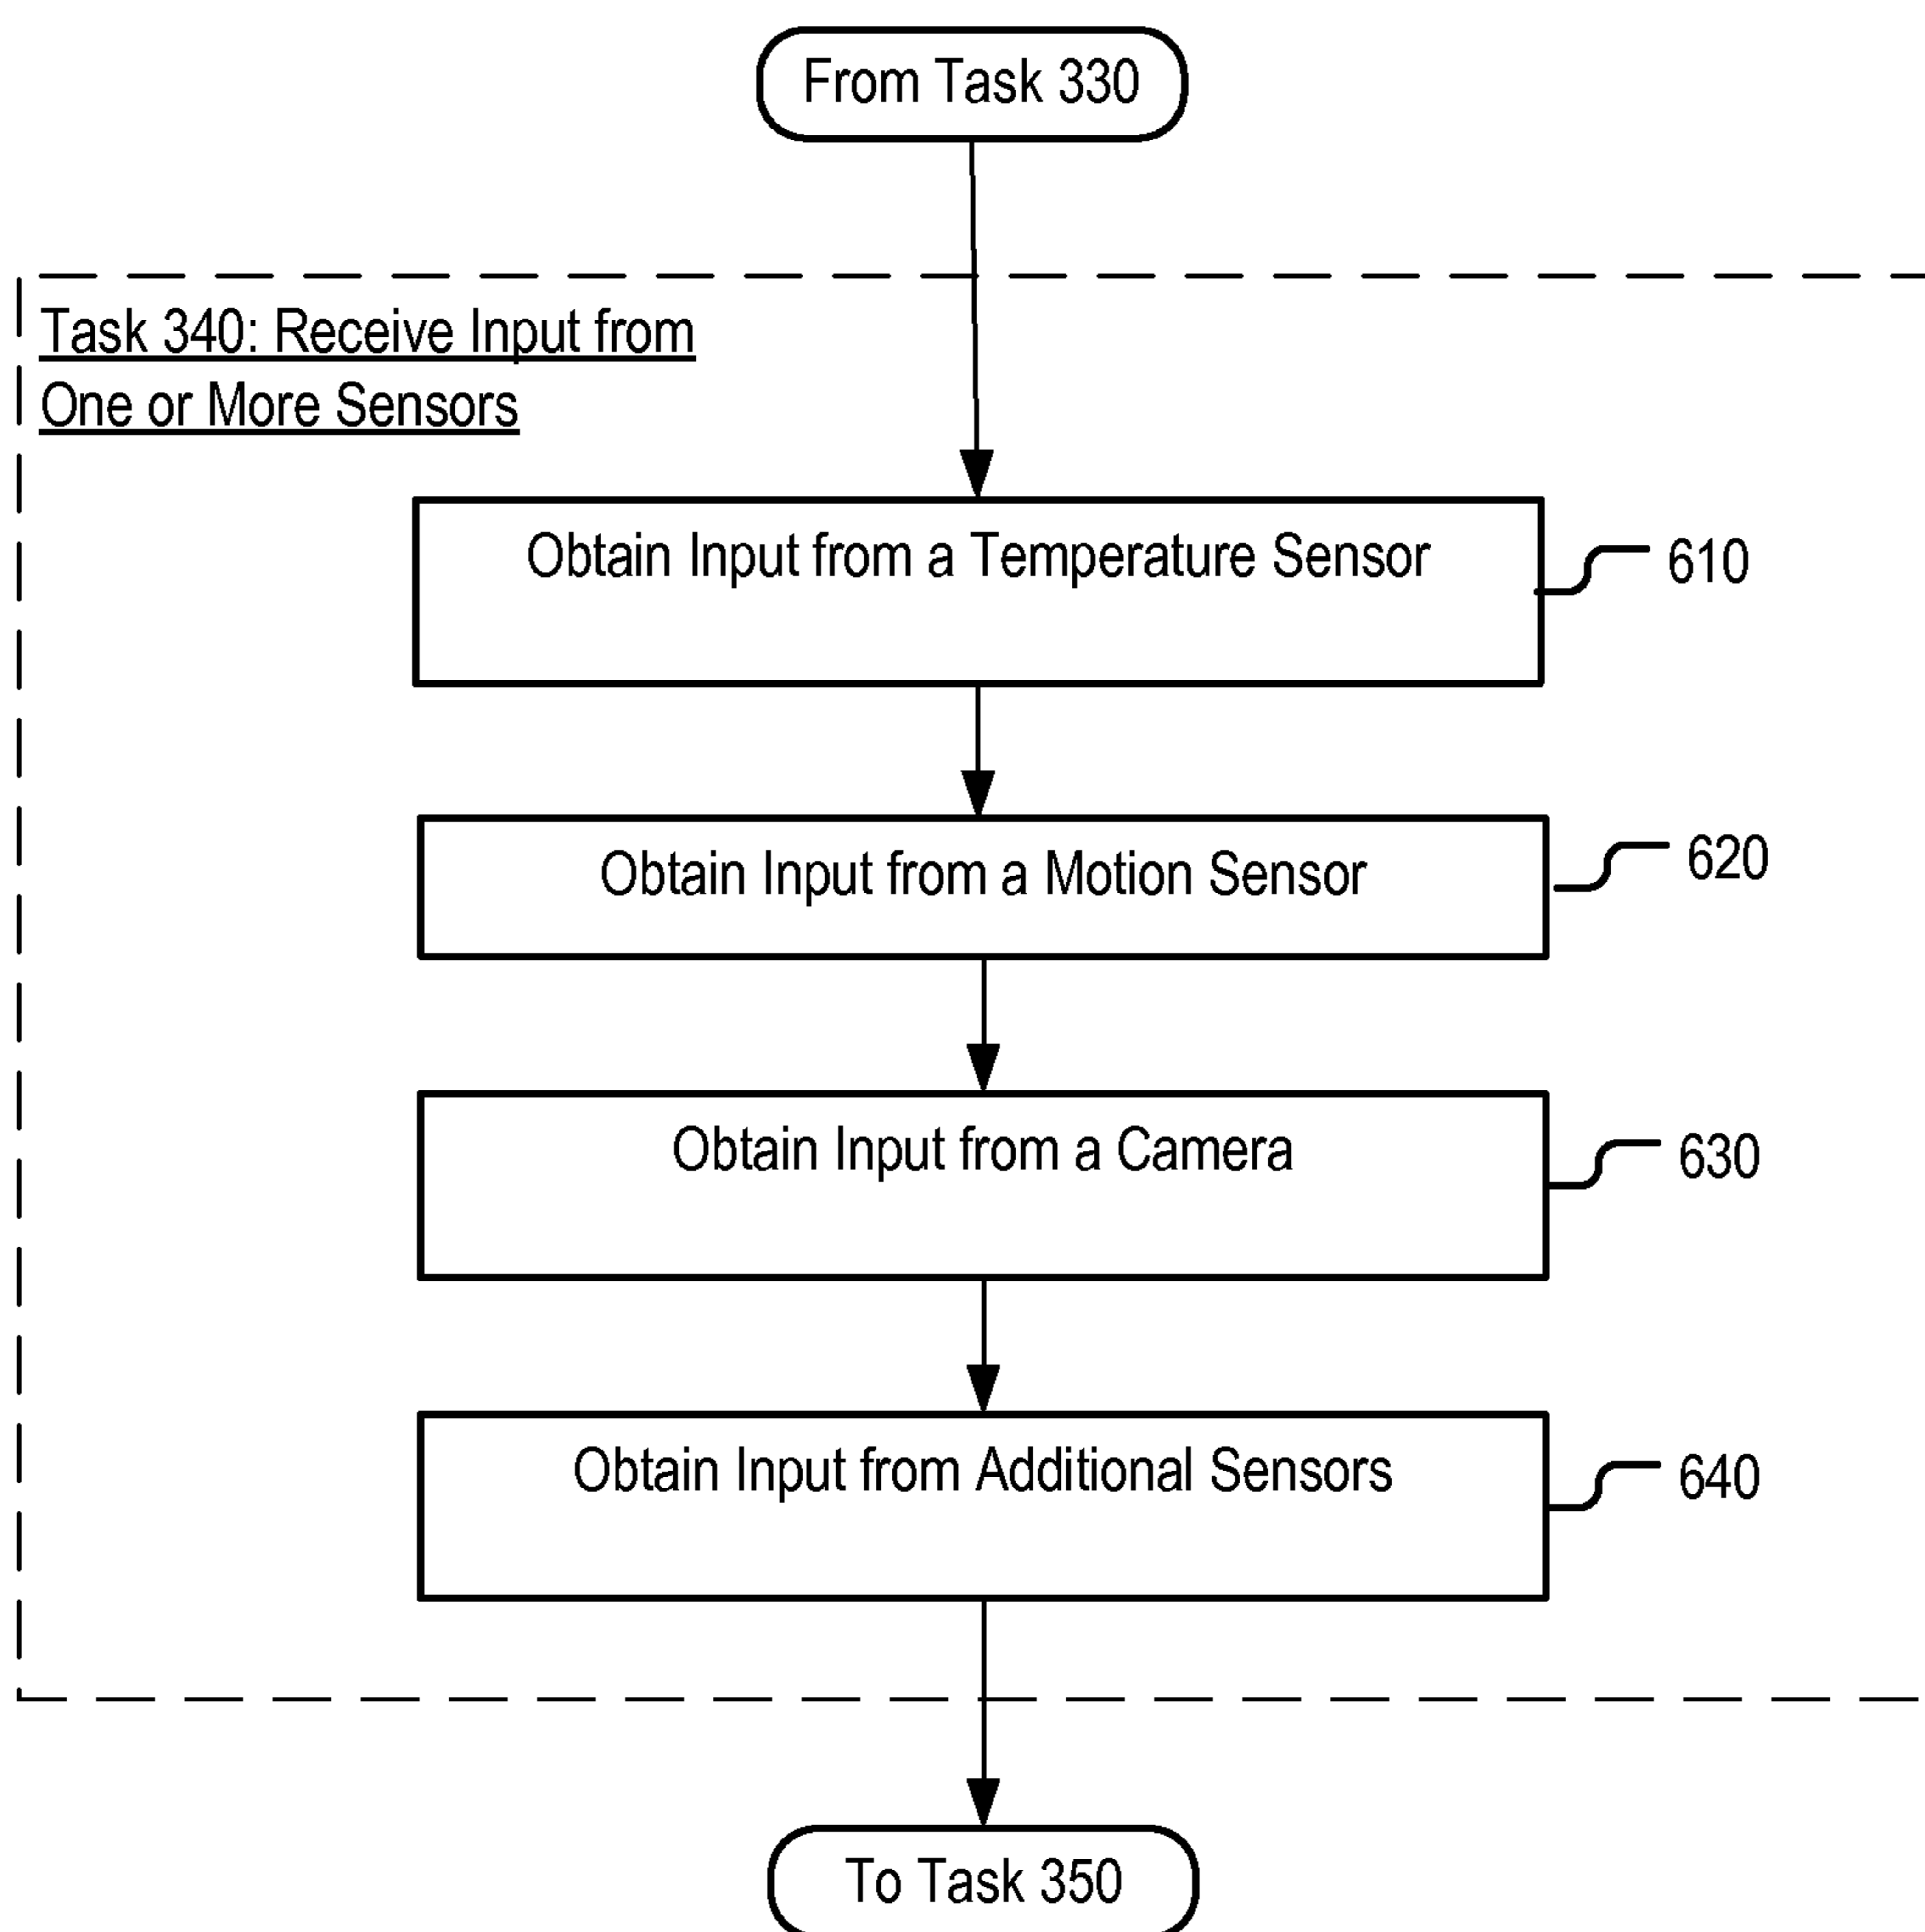 From Task 330
Task 340: Receive Input from
One or More Sensors
Obtain Input from a Temperature Sensor
610
Obtain Input from a Motion Sensor
620
Obtain Input from a Camera
630
Obtain Input from Additional Sensors
640
To Task 350